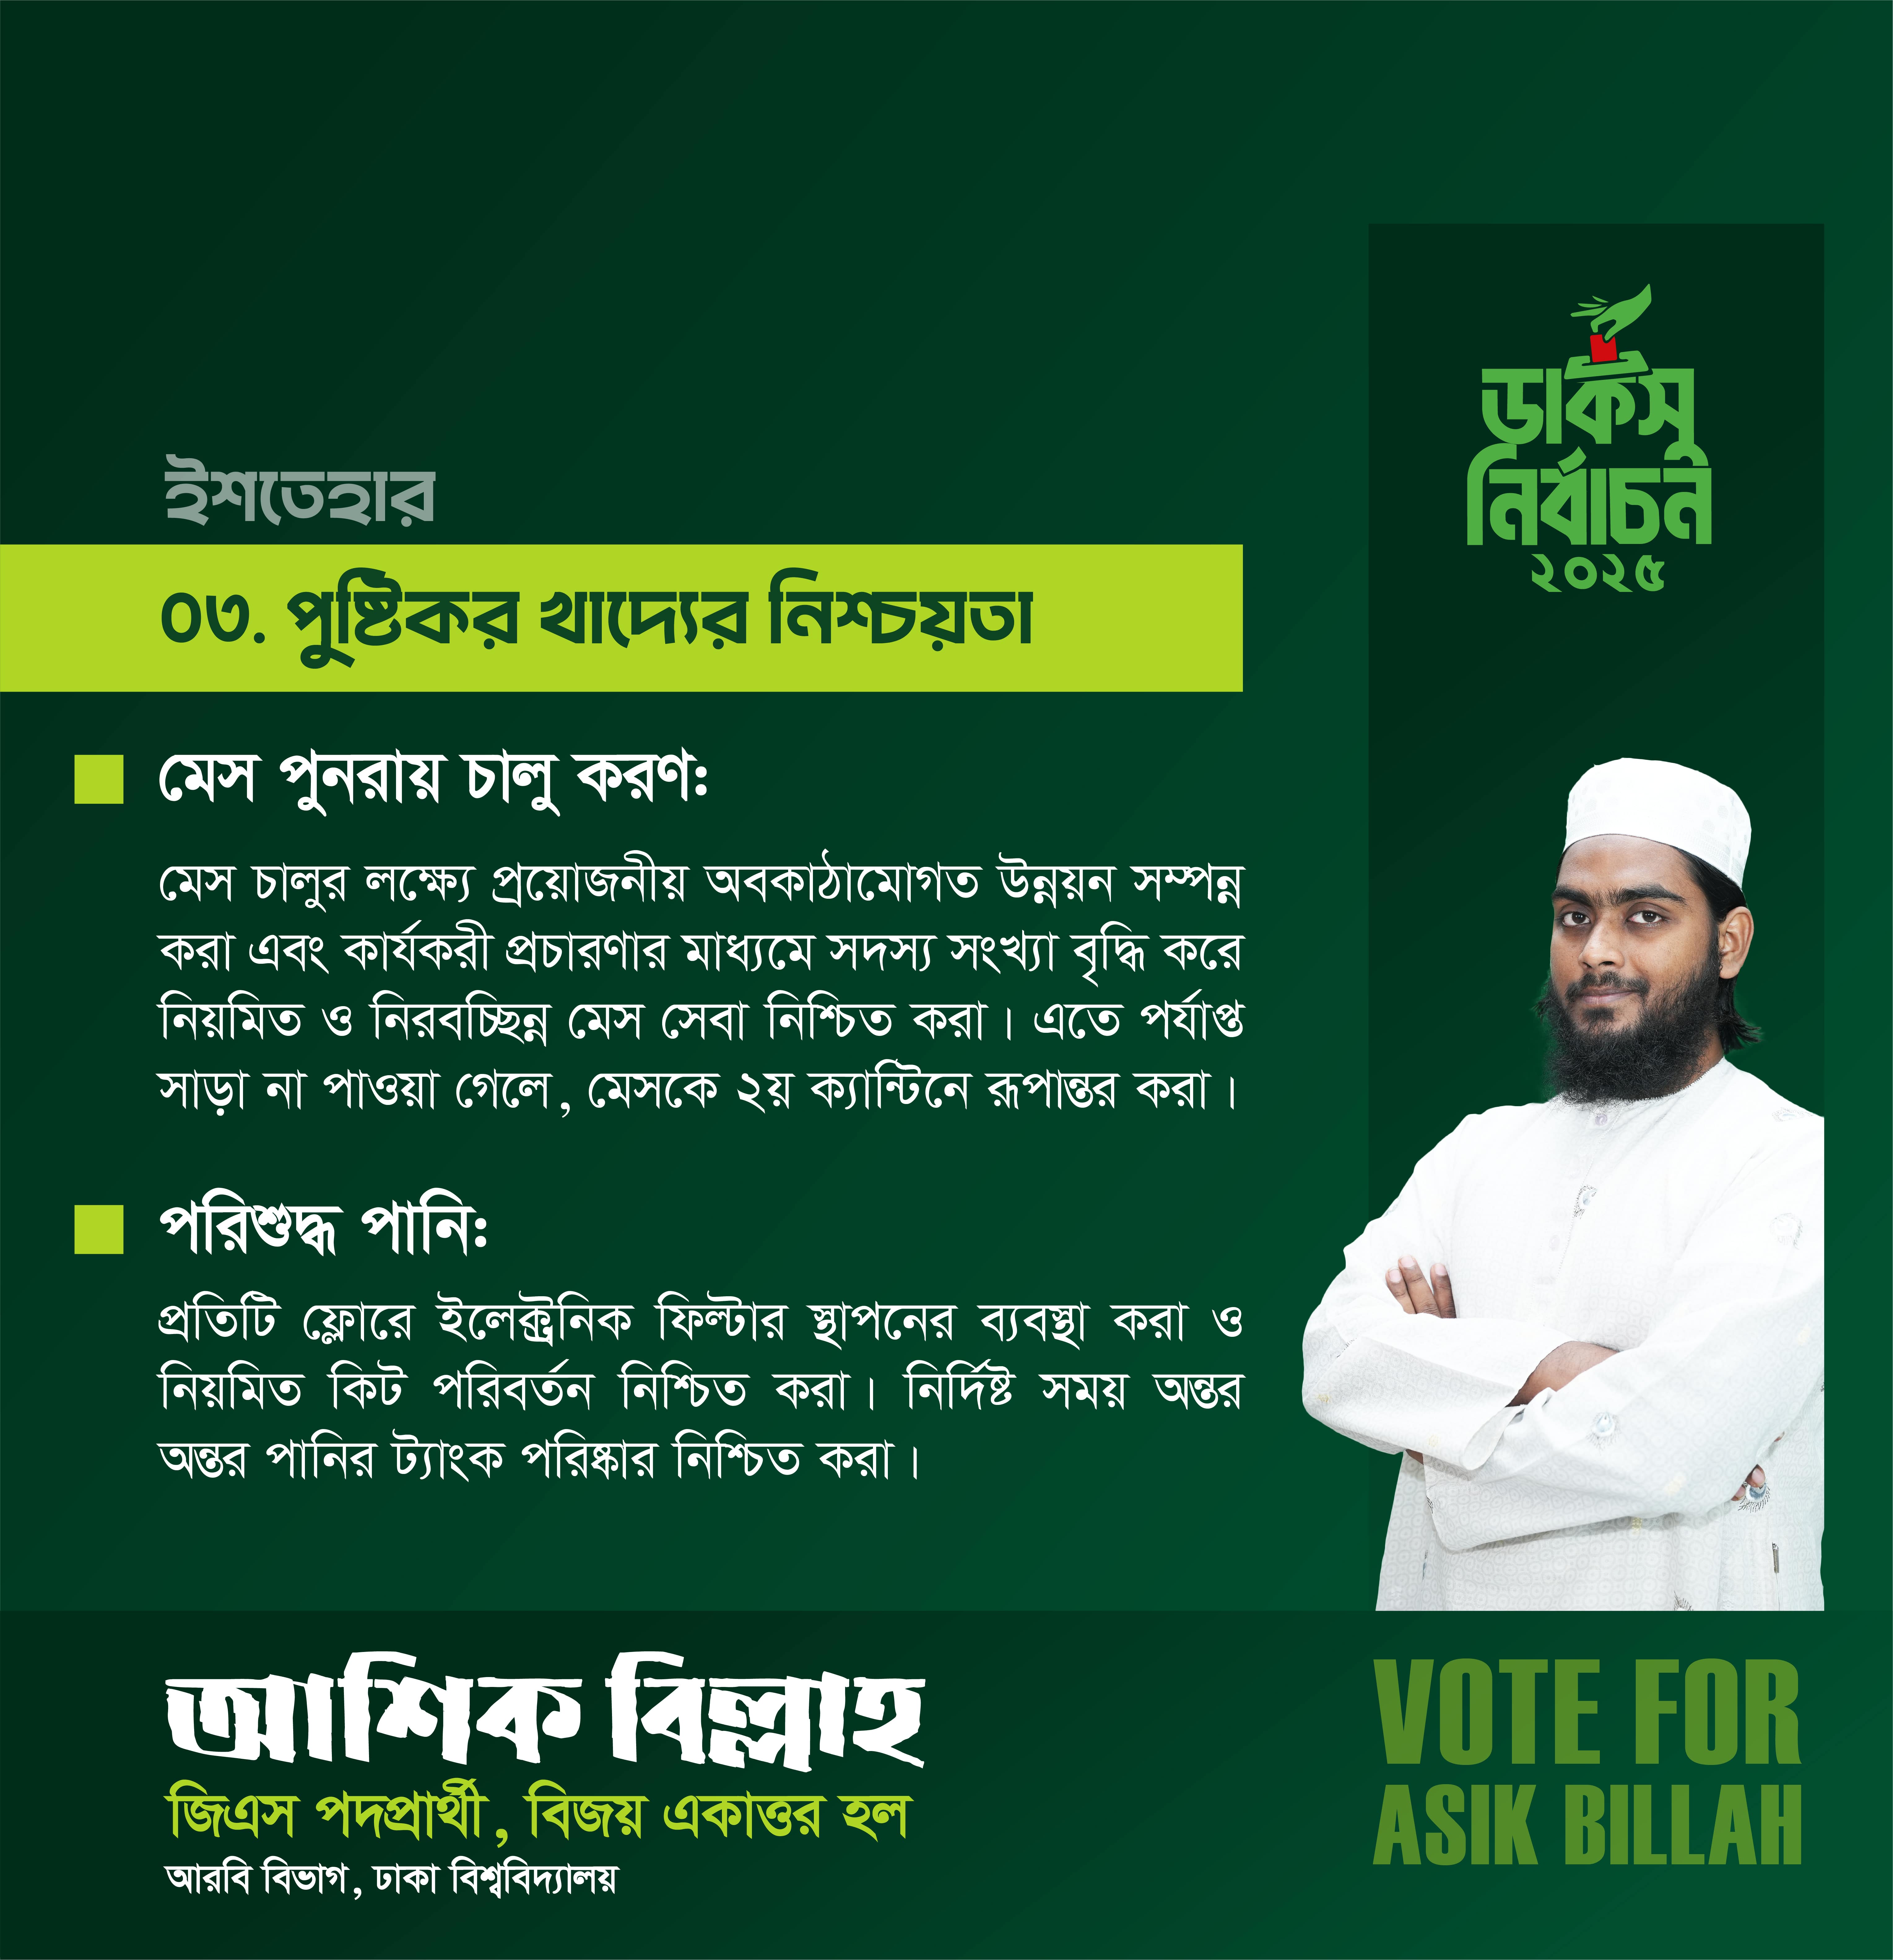 ডাকসু
নির্বাচন
২০২৫
ইশতেহার
০৩. পুষ্টিকর খাদ্যের নিশ্চয়তা
মেস পুনরায় চালু করণ:
মেস চালুর লক্ষ্যে প্রয়োজনীয় অবকাঠামোগত উন্নয়ন সম্পন্ন
করা এবং কার্যকরী প্রচারণার মাধ্যমে সদস্য সংখ্যা বৃদ্ধি করে
নিয়মিত ও নিরবচ্ছিন্ন মেস সেবা নিশ্চিত করা। এতে পর্যাপ্ত
সাড়া না পাওয়া গেলে, মেসকে ২য় ক্যান্টিনে রূপান্তর করা।
পরিশুদ্ধ পানি:
প্রতিটি ফ্লোরে ইলেক্ট্রনিক ফিল্টার স্থাপনের ব্যবস্থা করা ও
নিয়মিত কিট পরিবর্তন নিশ্চিত করা। নির্দিষ্ট সময় অন্তর
অন্তর পানির ট্যাংক পরিষ্কার নিশ্চিত করা।
আশিক বিল্লাহ
জিএস পদপ্রার্থী, বিজয় একাত্তর হল
আরবি বিভাগ, ঢাকা বিশ্ববিদ্যালয়
VOTE FOR
ASIK BILLAH